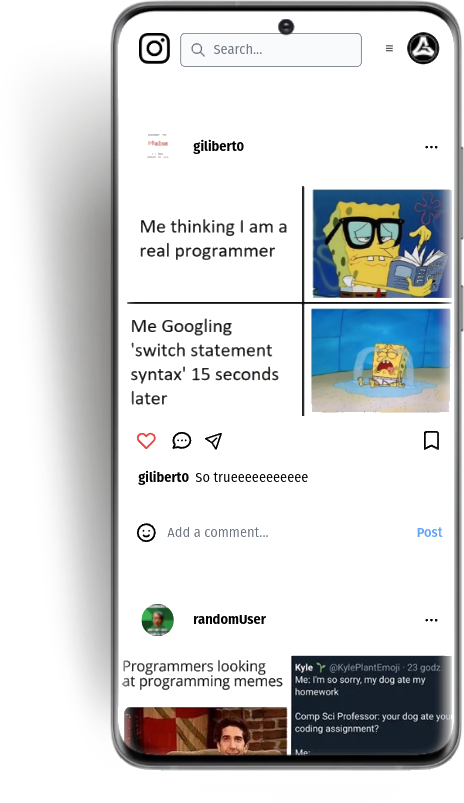 Search...
giliberto
Me thinking I am a
real programmer
Me Googling
'switch statement
syntax' 15 seconds
later
giliberto So trueeeeeeeeeee
Add a comment...
Post
randomUser
Programmers looking
at programming memes
Kyle @KylePlantEmoji · 23 godz.
Me: I'm so sorry, my dog ate my
homework
Comp Sci Professor: your dog ate your
coding assignment?
Me: